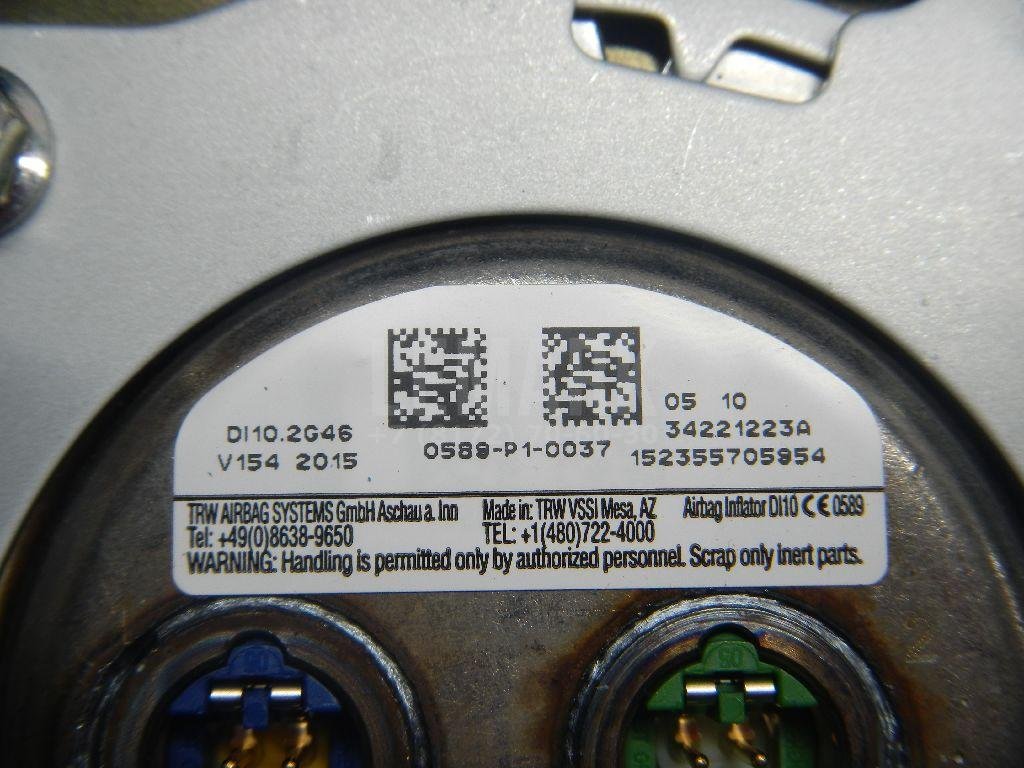 DI10.2G46
V154 2015
0589-P1-0037
05 10
34221223A
152355705954
TRW AIRBAG SYSTEMS GmbH Aschau a. Inn
Tel: +49(0)8638-9650
Made in: TRW VSSI Mesa, AZ
TEL: +1(480)722-4000
Airbag Inflator DI10 CE 0589
WARNING: Handling is permitted only by authorized personnel. Scrap only inert parts.